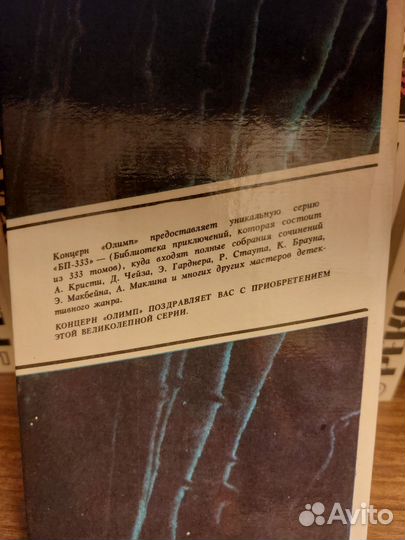 Концерн «Олимп» предоставляет уникальную серию
«БП-333» — (Библиотека приключений, которая состоит
из 333 томов), куда входят полные собрания сочинений
А. Кристи, Д. Чейза, Э. Гарднера, Р. Стаута, К. Брауна,
Э. Макбейна, А. Маклина и многих других мастеров детек-
тивного жанра.
КОНЦЕРН «ОЛИМП» ПОЗДРАВЛЯЕТ ВАС С ПРИОБРЕТЕНИЕМ
ЭТОЙ ВЕЛИКОЛЕПНОЙ СЕРИИ.
Avito